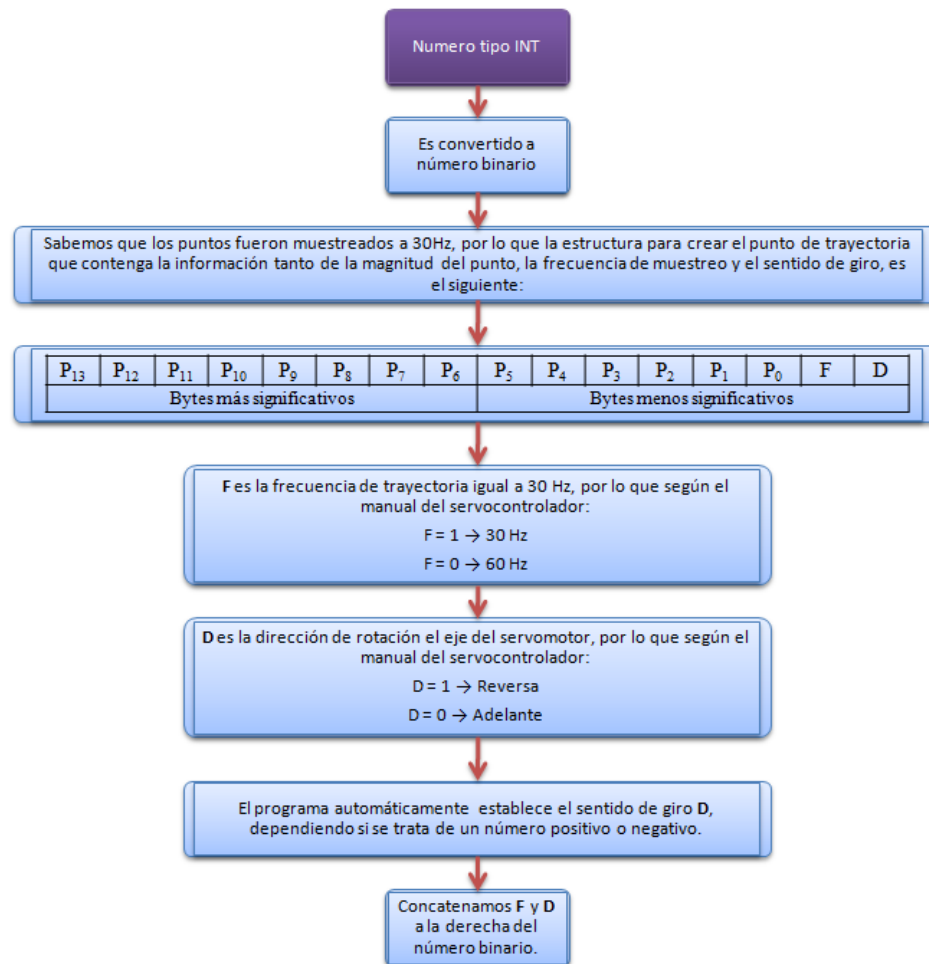 Numero tipo INT
Es convertido a
número binario
Sabemos que los puntos fueron muestreados a 30Hz, por lo que la estructura para crear el punto de trayectoria
que contenga la información tanto de la magnitud del punto, la frecuencia de muestreo y el sentido de giro, es
el siguiente:
P13 P12 P11 P10 P9 P8 P7 P6 P5 P4 P3 P2 P1 P0 F D
Bytes más significativos Bytes menos significativos
F es la frecuencia de trayectoria igual a 30 Hz, por lo que según el
manual del servocontrolador:
F = 1 → 30 Hz
F = 0 → 60 Hz
D es la dirección de rotación el eje del servomotor, por lo que según el
manual del servocontrolador:
D = 1 → Reversa
D = 0 → Adelante
El programa automáticamente establece el sentido de giro D,
dependiendo si se trata de un número positivo o negativo.
Concatenamos F y D
a la derecha del
número binario.